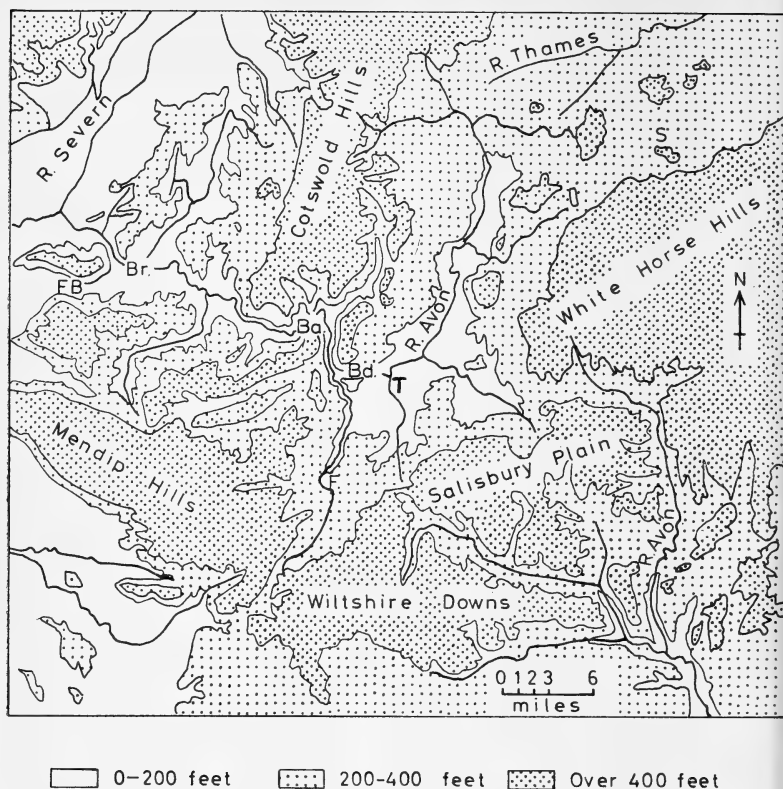 R. Thames
R. Severn
Cotswold Hills
S
White Horse Hills
Br.
FB
N
Ba.
R Avon
Bd.
T
Mendip Hills
F
Salisbury Plain
R Avon
Wiltshire Downs
0 1 2 3 6
miles
0-200 feet 200-400 feet Over 400 feet